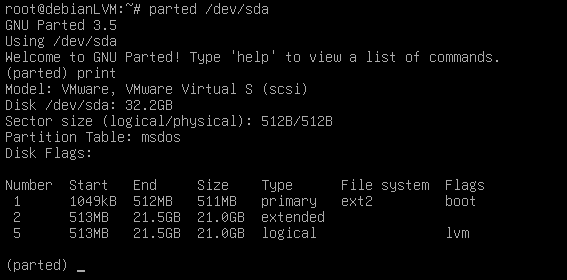 root@debianLVM:~# parted /dev/sda
GNU Parted 3.5
Using /dev/sda
Welcome to GNU Parted! Type 'help' to view a list of commands.
(parted) print
Model: VMware, VMware Virtual S (scsi)
Disk /dev/sda: 32.2GB
Sector size (logical/physical): 512B/512B
Partition Table: msdos
Disk Flags:
Number  Start   End     Size    Type      File system  Flags
 1      1049kB  512MB   511MB   primary   ext2         boot
 2      513MB   21.5GB  21.0GB  extended
 5      513MB   21.5GB  21.0GB  logical                lvm
(parted) _